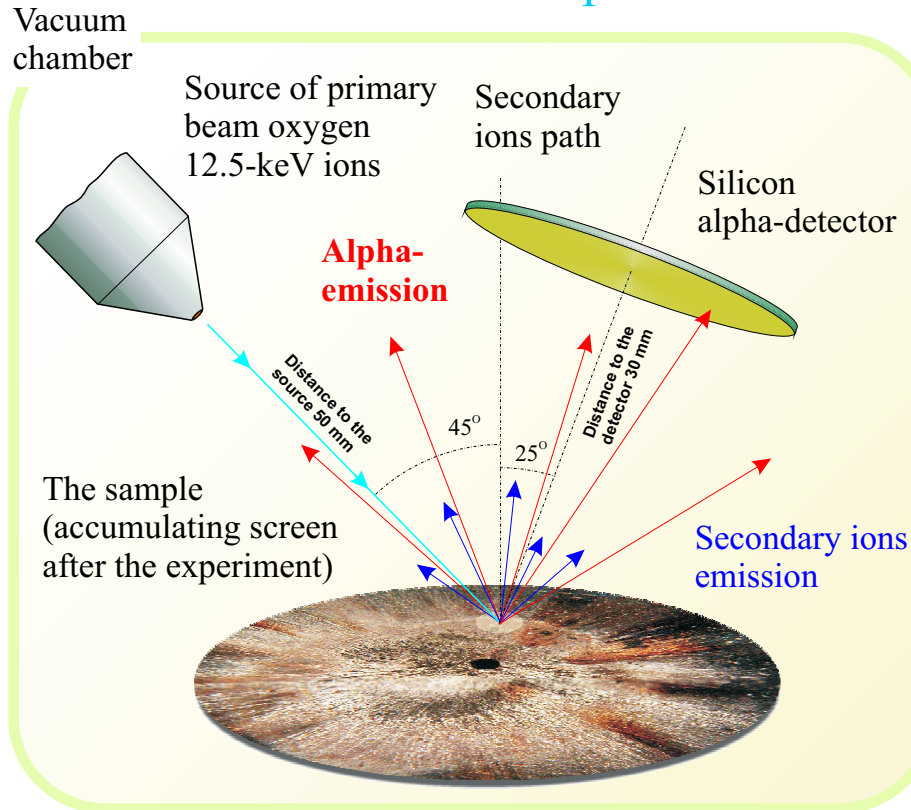 Vacuum
chamber
Source of primary
beam oxygen
12.5-keV ions
Secondary
ions path
Silicon
alpha-detector
Alpha-
emission
Distance to the
source 50 mm
Distance to the
detector 30 mm
45°
25°
The sample
(accumulating screen
after the experiment)
Secondary ions
emission